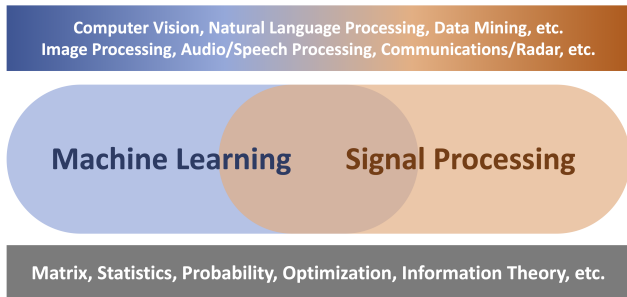 Computer Vision, Natural Language Processing, Data Mining, etc.
Image Processing, Audio/Speech Processing, Communications/Radar, etc.
Machine Learning
Signal Processing
Matrix, Statistics, Probability, Optimization, Information Theory, etc.